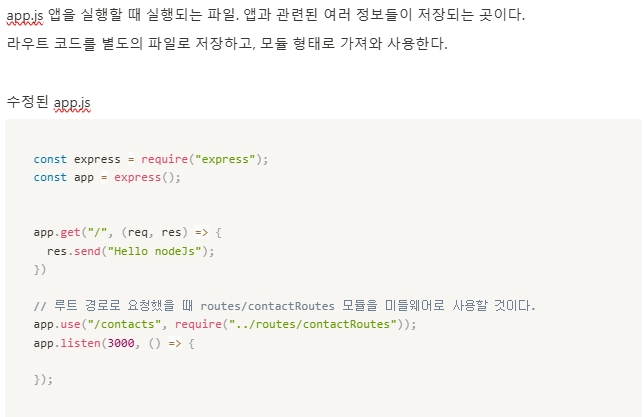 app.js 앱을 실행할 때 실행되는 파일. 앱과 관련된 여러 정보들이 저장되는 곳이다.
라우트 코드를 별도의 파일로 저장하고, 모듈 형태로 가져와 사용한다.
수정된 app.js
const express = require("express");
const app = express();
app.get("/", (req, res) => {
  res.send("Hello nodeJs");
})
// 루트 경로로 요청했을 때 routes/contactRoutes 모듈을 미들웨어로 사용할 것이다.
app.use("/contacts", require("../routes/contactRoutes"));
app.listen(3000, () => {
});